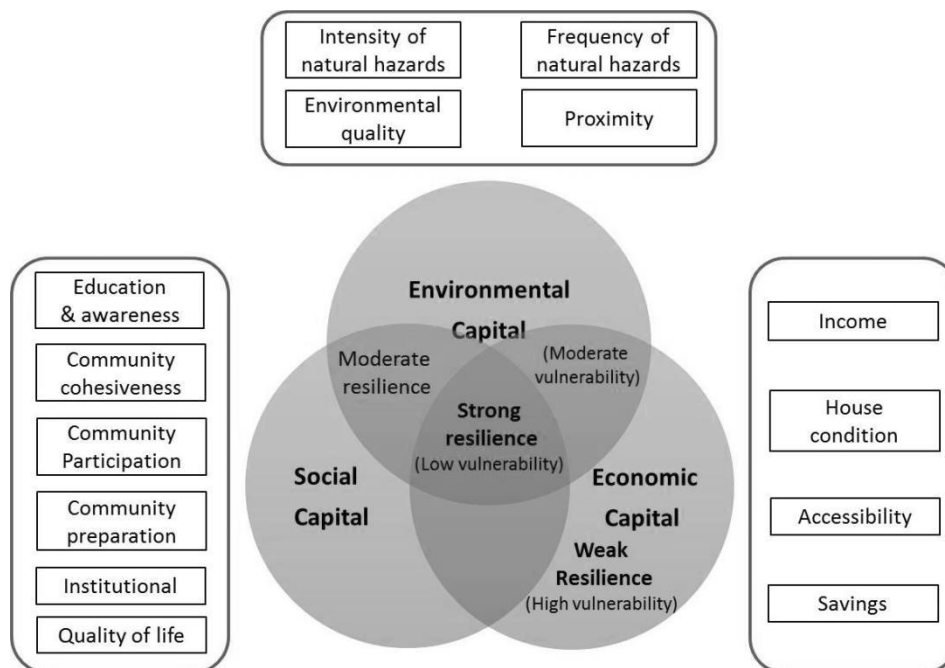 Intensity of
natural hazards
Frequency of
natural hazards
Environmental
quality
Proximity
Education
& awareness
Community
cohesiveness
Community
Participation
Community
preparation
Institutional
Quality of life
Environmental
Capital
Moderate
resilience
(Moderate
vulnerability)
Strong
resilience
(Low vulnerability)
Social
Capital
Economic
Capital
Weak
Resilience
(High vulnerability)
Income
House
condition
Accessibility
Savings